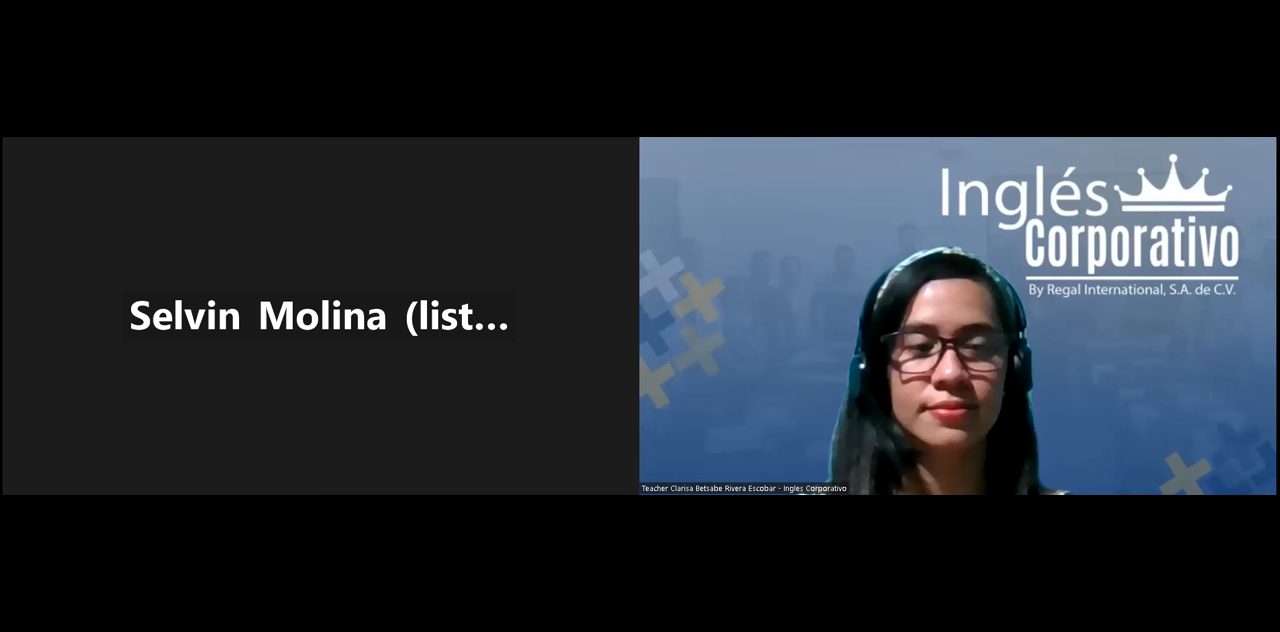 Selvin Molina (list...
Inglés
Corporativo
By Regal International, S.A. de C.V.
Teacher Clarisa Betsabe Rivera Escobar - Ingles Corporativo